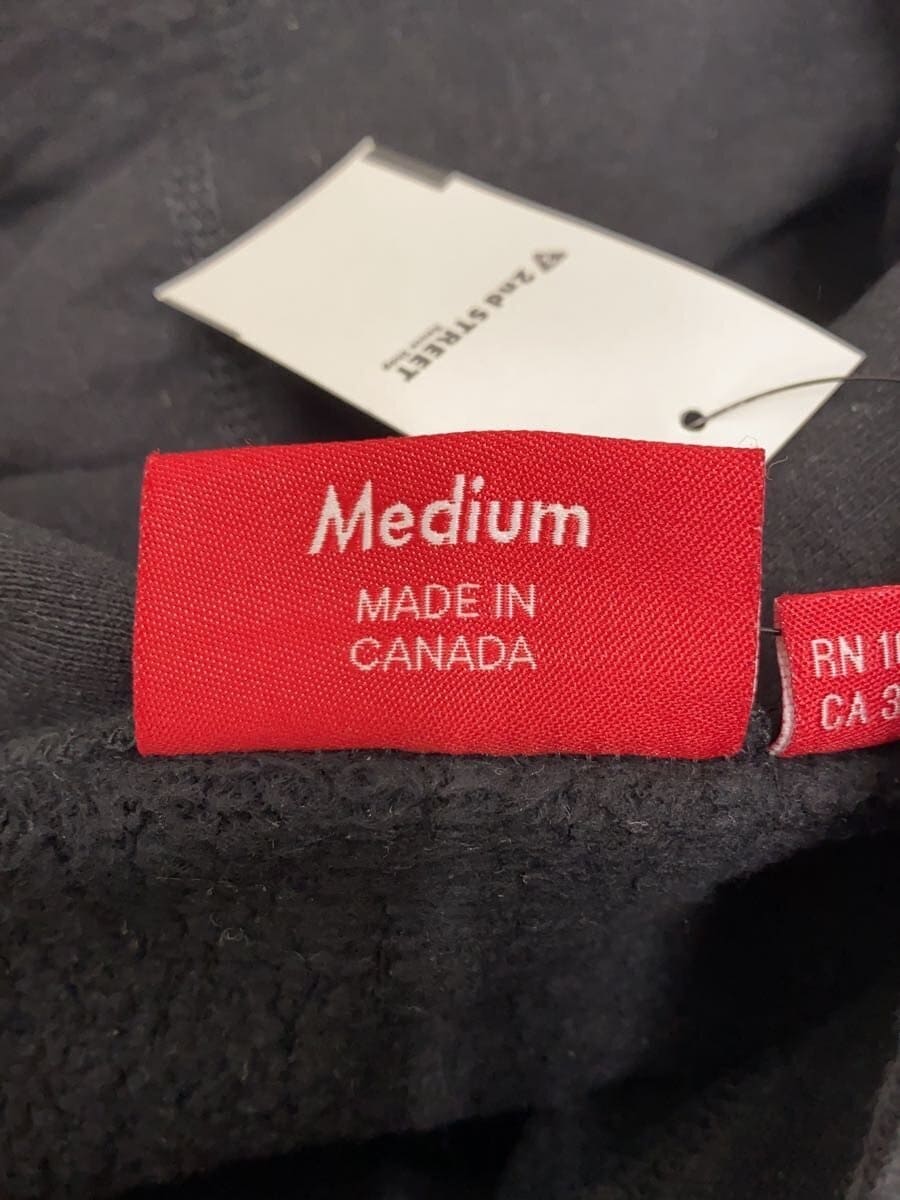 2nd STREET
Medium
MADE IN
CANADA
RN 10
CA 3